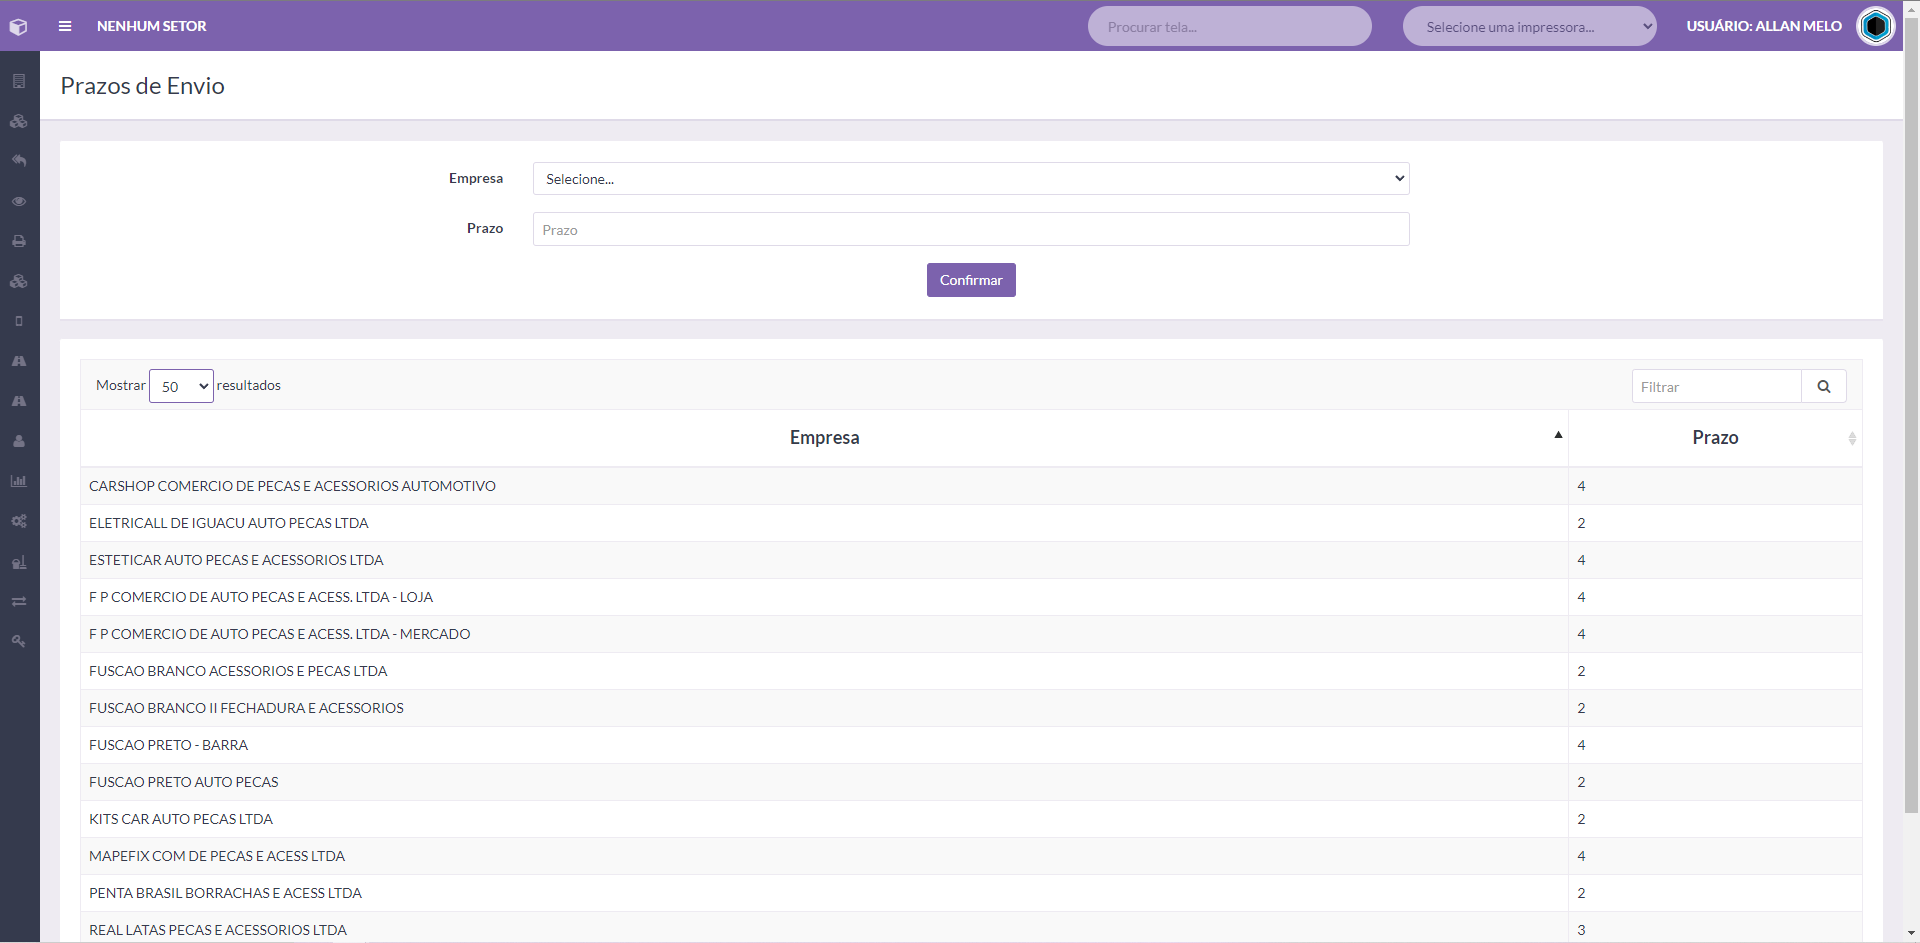 NENHUM SETOR
Procurar tela...
Selecione uma impressora...
USUÁRIO: ALLAN MELO
Prazos de Envio
Empresa
Selecione...
Prazo
Prazo
Confirmar
Mostrar 50 resultados
Filtrar
Empresa Prazo
CARSHOP COMERCIO DE PECAS E ACESSORIOS AUTOMOTIVO 4
ELETRICALL DE IGUACU AUTO PECAS LTDA 2
ESTETICAR AUTO PECAS E ACESSORIOS LTDA 4
F P COMERCIO DE AUTO PECAS E ACESS. LTDA - LOJA 4
F P COMERCIO DE AUTO PECAS E ACESS. LTDA - MERCADO 4
FUSCAO BRANCO ACESSORIOS E PECAS LTDA 2
FUSCAO BRANCO II FECHADURA E ACESSORIOS 2
FUSCAO PRETO - BARRA 4
FUSCAO PRETO AUTO PECAS 2
KITS CAR AUTO PECAS LTDA 2
MAPEFIX COM DE PECAS E ACESS LTDA 4
PENTA BRASIL BORRACHAS E ACESS LTDA 2
REAL LATAS PECAS E ACESSORIOS LTDA 3